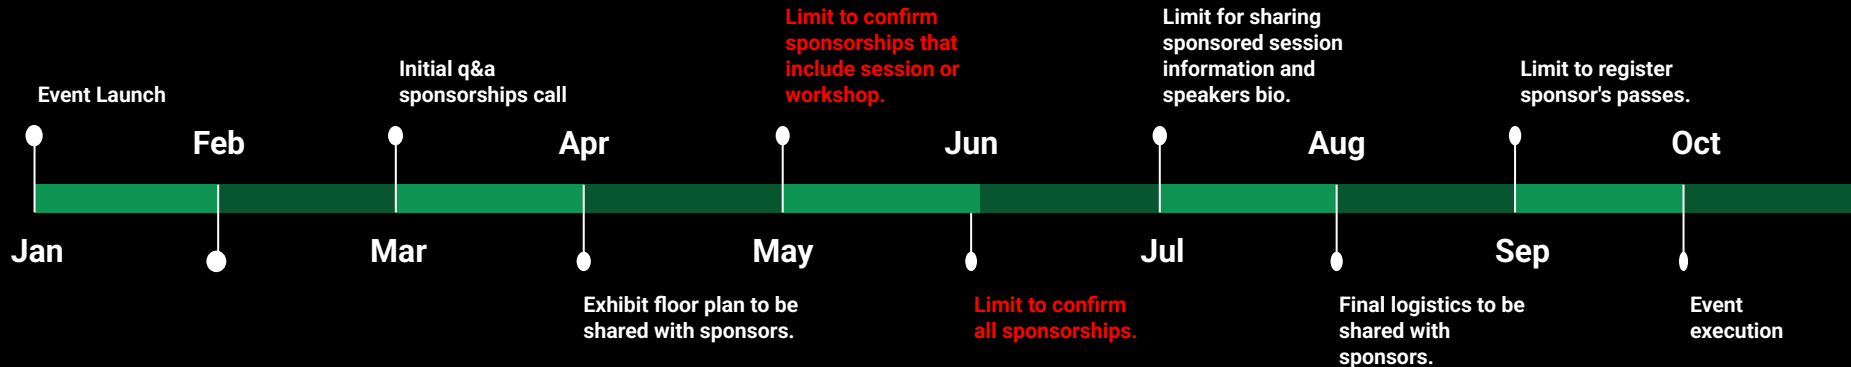 Event Launch
Initial q&a
sponsorships call
Limit to confirm
sponsorships that
include session or
workshop.
Limit for sharing
sponsored session
information and
speakers bio.
Limit to register
sponsor's passes.
Feb
Apr
Jun
Aug
Oct
Jan
Mar
May
Jul
Sep
Exhibit floor plan to be
shared with sponsors.
Limit to confirm
all sponsorships.
Final logistics to be
shared with
sponsors.
Event
execution